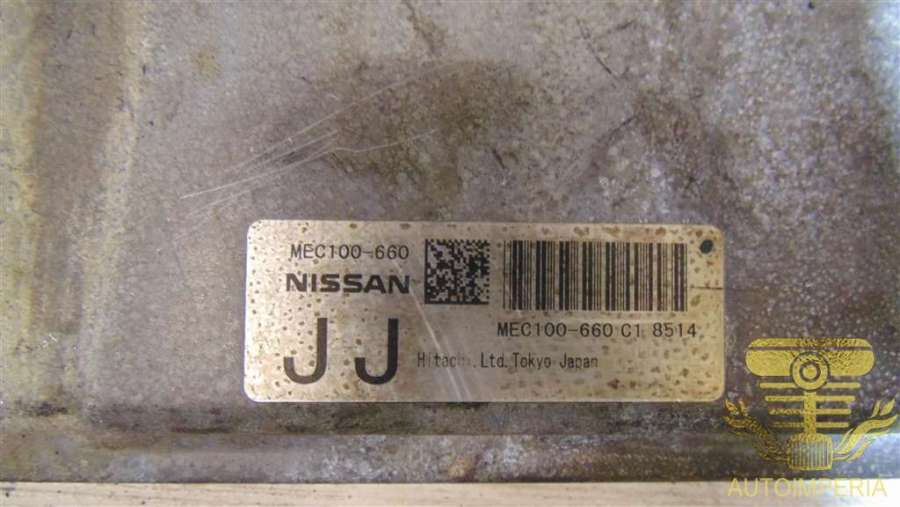 MEC100-660
NISSAN
JJ
MEC100-660 C1 8514
Hitachi.Ltd.Tokyo Japan
AUTOIMPERIA